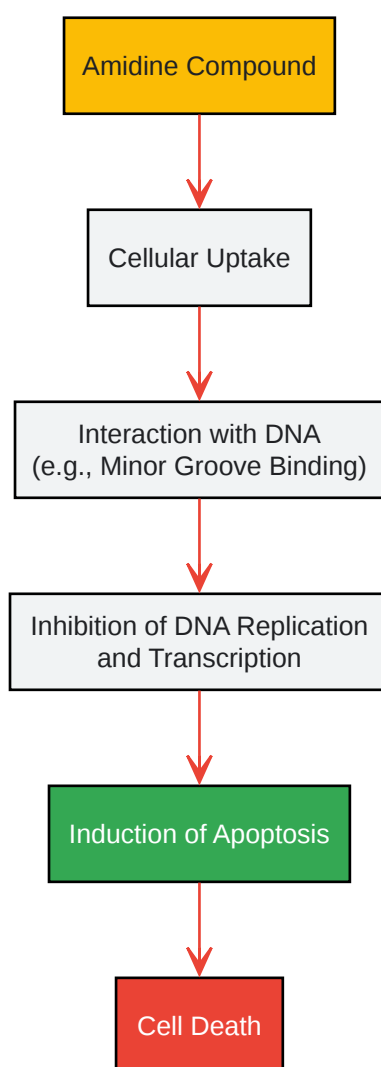 Amidine Compound
Cellular Uptake
Interaction with DNA
(e.g., Minor Groove Binding)
Inhibition of DNA Replication
and Transcription
Induction of Apoptosis
Cell Death